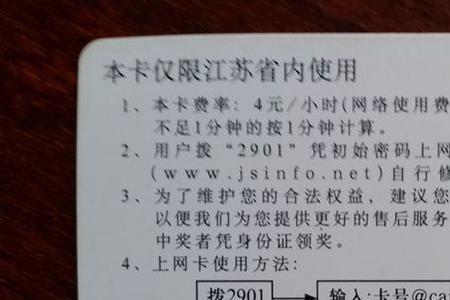 本卡仅限江苏省内使用
1、本卡费率: 4元/小时(网络使用费
不足1分钟的按1分钟计算。
2、用户拨“2901”凭初始密码上网
(www.jsinfo.net)自行修
3、为了维护您的合法权益，建议您
以便我们为您提供更好的售后服务
中奖者凭身份证领奖。
4、上网卡使用方法:
拨2901 输入:卡号@ca